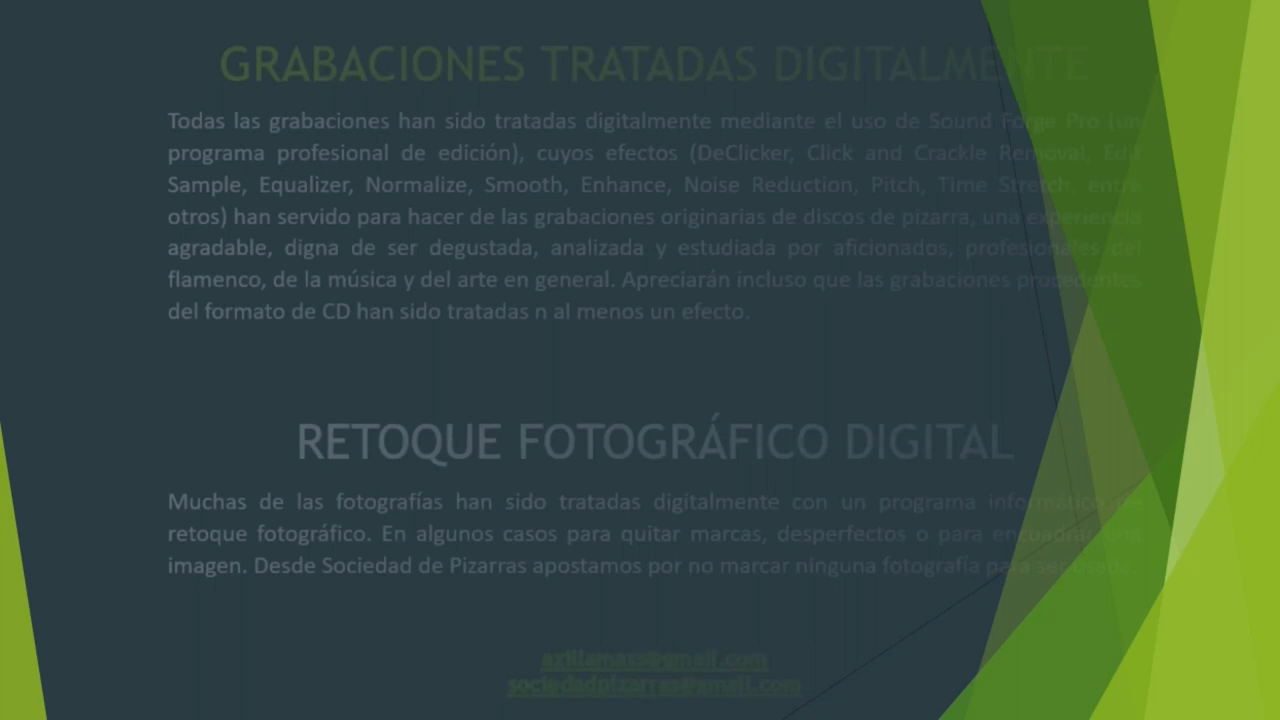 GRABACIONES TRATADAS DIGITALMENTE
Todas las grabaciones han sido tratadas digitalmente mediante el uso de Sound Forge Pro (un
programa profesional de edición), cuyos efectos (DeClicker, Click and Crackle Removal, Edit
Sample, Equalizer, Normalize, Smooth, Enhance, Noise Reduction, Pitch, Time Stretch, entre
otros) han servido para hacer de las grabaciones originarias de discos de pizarra, una experiencia
agradable, digna de ser degustada, analizada y estudiada por aficionados, profesionales del
flamenco, de la música y del arte en general. Apreciarán incluso que las grabaciones procedentes
del formato de CD han sido tratadas n al menos un efecto.
RETOQUE FOTOGRÁFICO DIGITAL
Muchas de las fotografías han sido tratadas digitalmente con un programa informático de
retoque fotográfico. En algunos casos para quitar marcas, desperfectos o para encuadrar una
imagen. Desde Sociedad de Pizarras apostamos por no marcar ninguna fotografía para ser usada.
sociedadpizarras@gmail.com